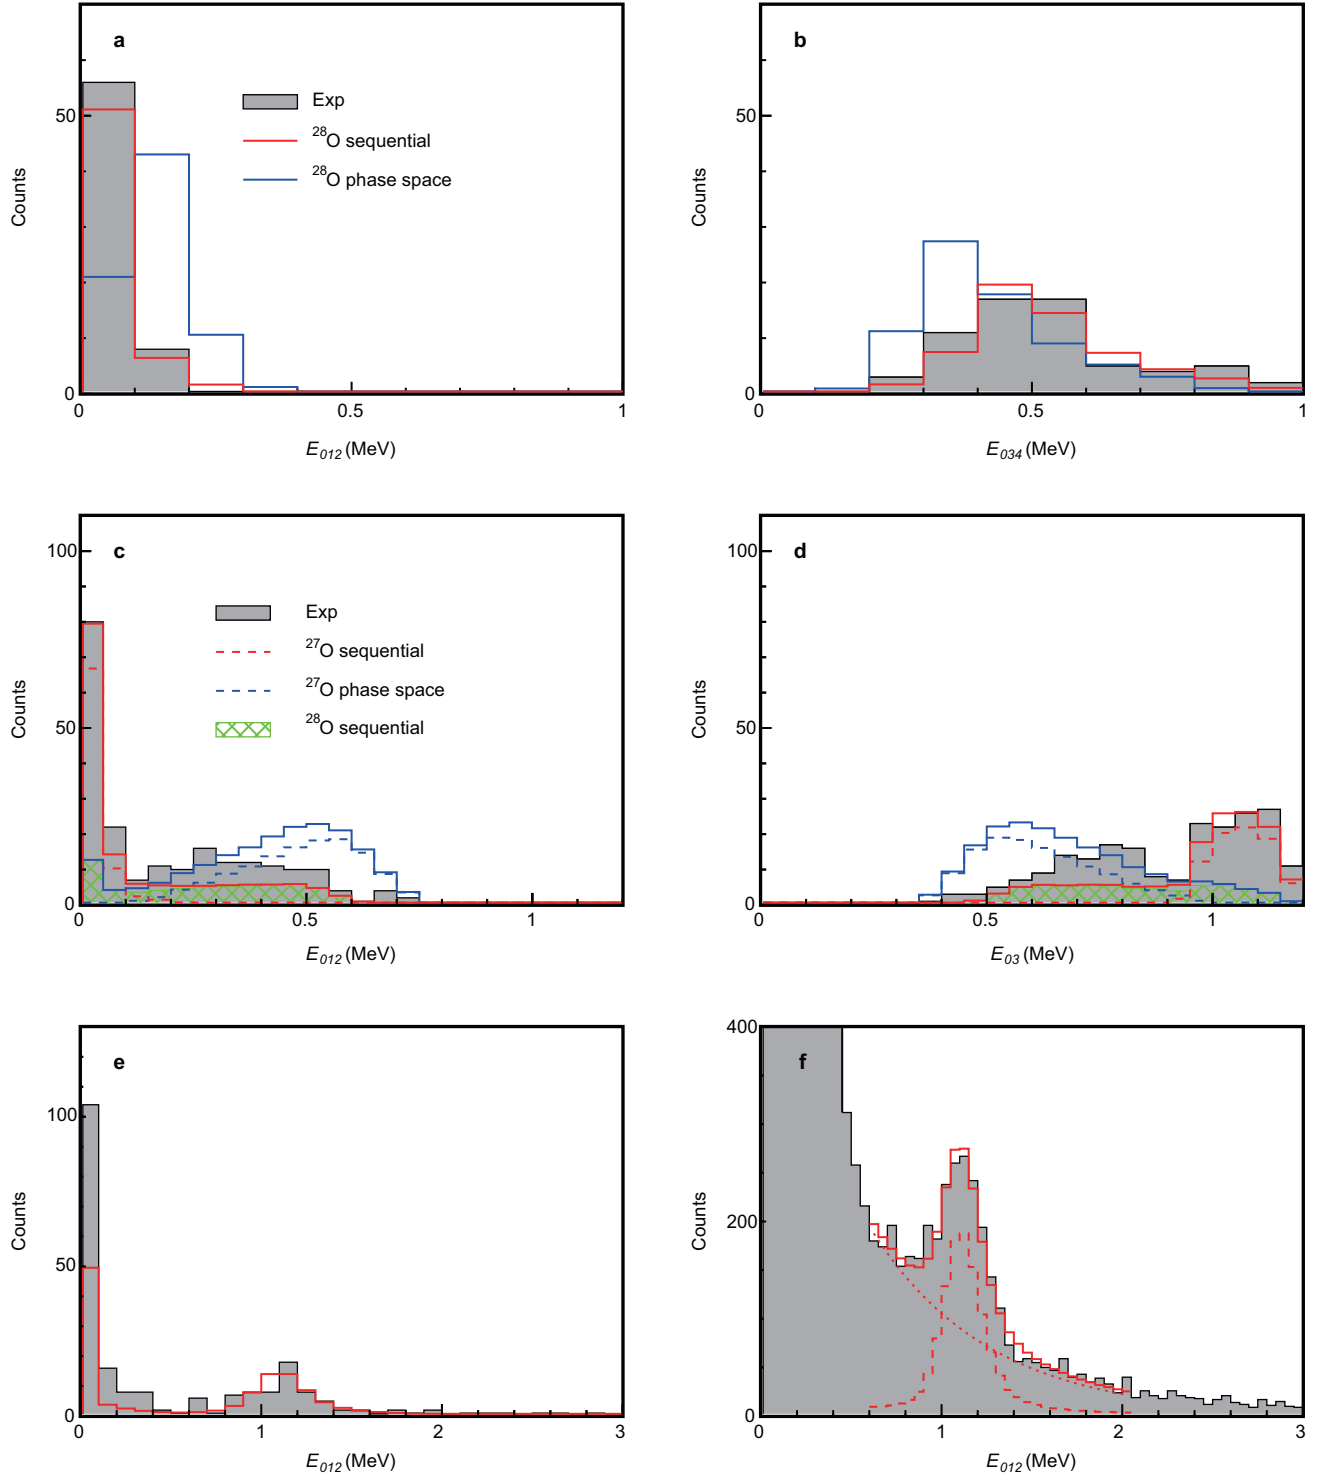 a
50
0
Counts
Exp
²⁸O sequential
²⁸O phase space
0 0.5 1
E₀₁₂ (MeV)
b
50
0
Counts
0 0.5 1
E₀₃₄ (MeV)
c
100
50
0
Counts
Exp
²⁷O sequential
²⁷O phase space
²⁸O sequential
0 0.5 1
E₀₁₂ (MeV)
d
100
50
0
Counts
0 0.5 1
E₀₃ (MeV)
e
100
50
0
Counts
0 1 2 3
E₀₁₂ (MeV)
f
400
200
0
Counts
0 1 2 3
E₀₁₂ (MeV)